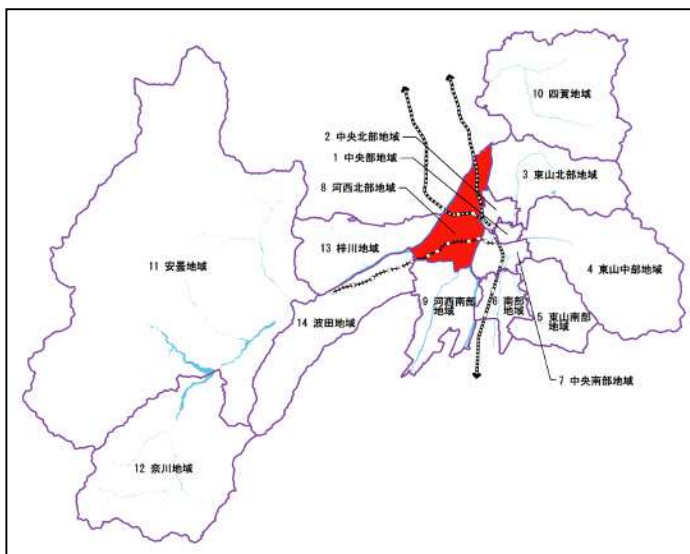 10 四賀地域
2 中央北部地域
1 中央部地域
3 東山北部地域
8 河西北部地域
13 梓川地域
11 安曇地域
4 東山中部地域
9 河西南部
地域
6 南部
地域
5 東山南部
地域
14 波田地域
7 中央南部地域
12 奈川地域